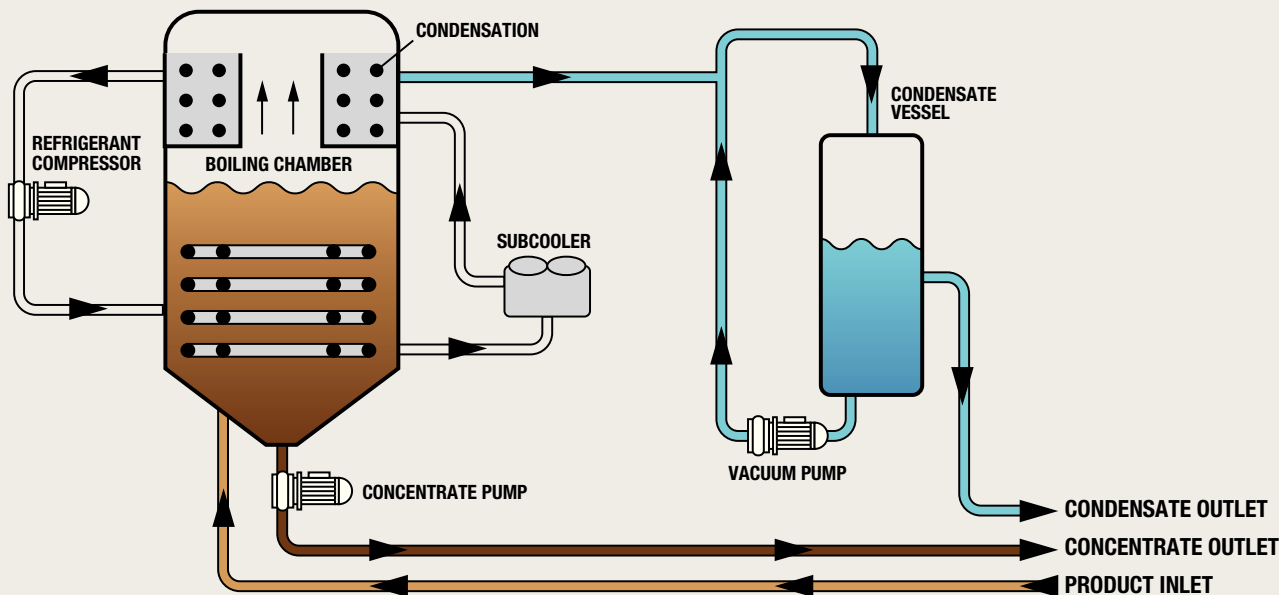 CONDENSATION
CONDENSATE
VESSEL
REFRIGERANT
COMPRESSOR
BOILING CHAMBER
SUBCOOLER
VACUUM PUMP
CONCENTRATE PUMP
CONDENSATE OUTLET
CONCENTRATE OUTLET
PRODUCT INLET